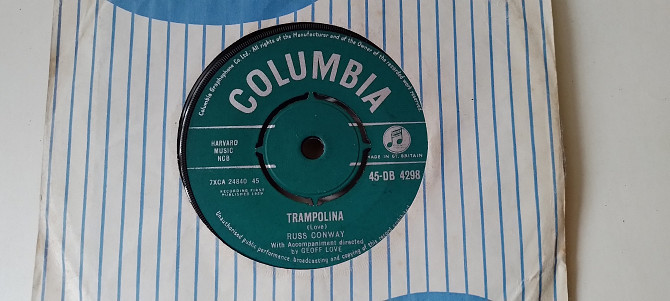 Columbia Graphophone Co Ltd. All rights of the Manufacturer and of the Owner of the recorded work reserved
COLUMBIA
HARVARD
MUSIC
NCB
MADE IN GT. BRITAIN
7XCA 24840 45
45-DB 4298
RECORDING FIRST
PUBLISHED 1959
TRAMPOLINA
(Love)
RUSS CONWAY
With Accompaniment directed
by GEOFF LOVE
Unauthorised public performance, broadcasting and copying of this record